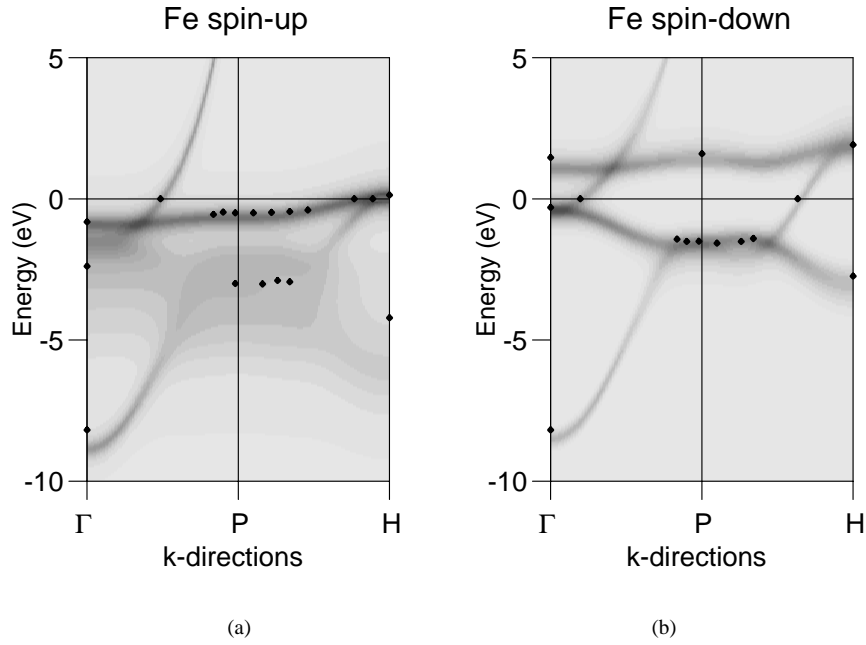 Fe spin-up
Fe spin-down
5
0
-5
-10
Energy (eV)
Γ
P
H
k-directions
5
0
-5
-10
Energy (eV)
Γ
P
H
k-directions
(a)
(b)